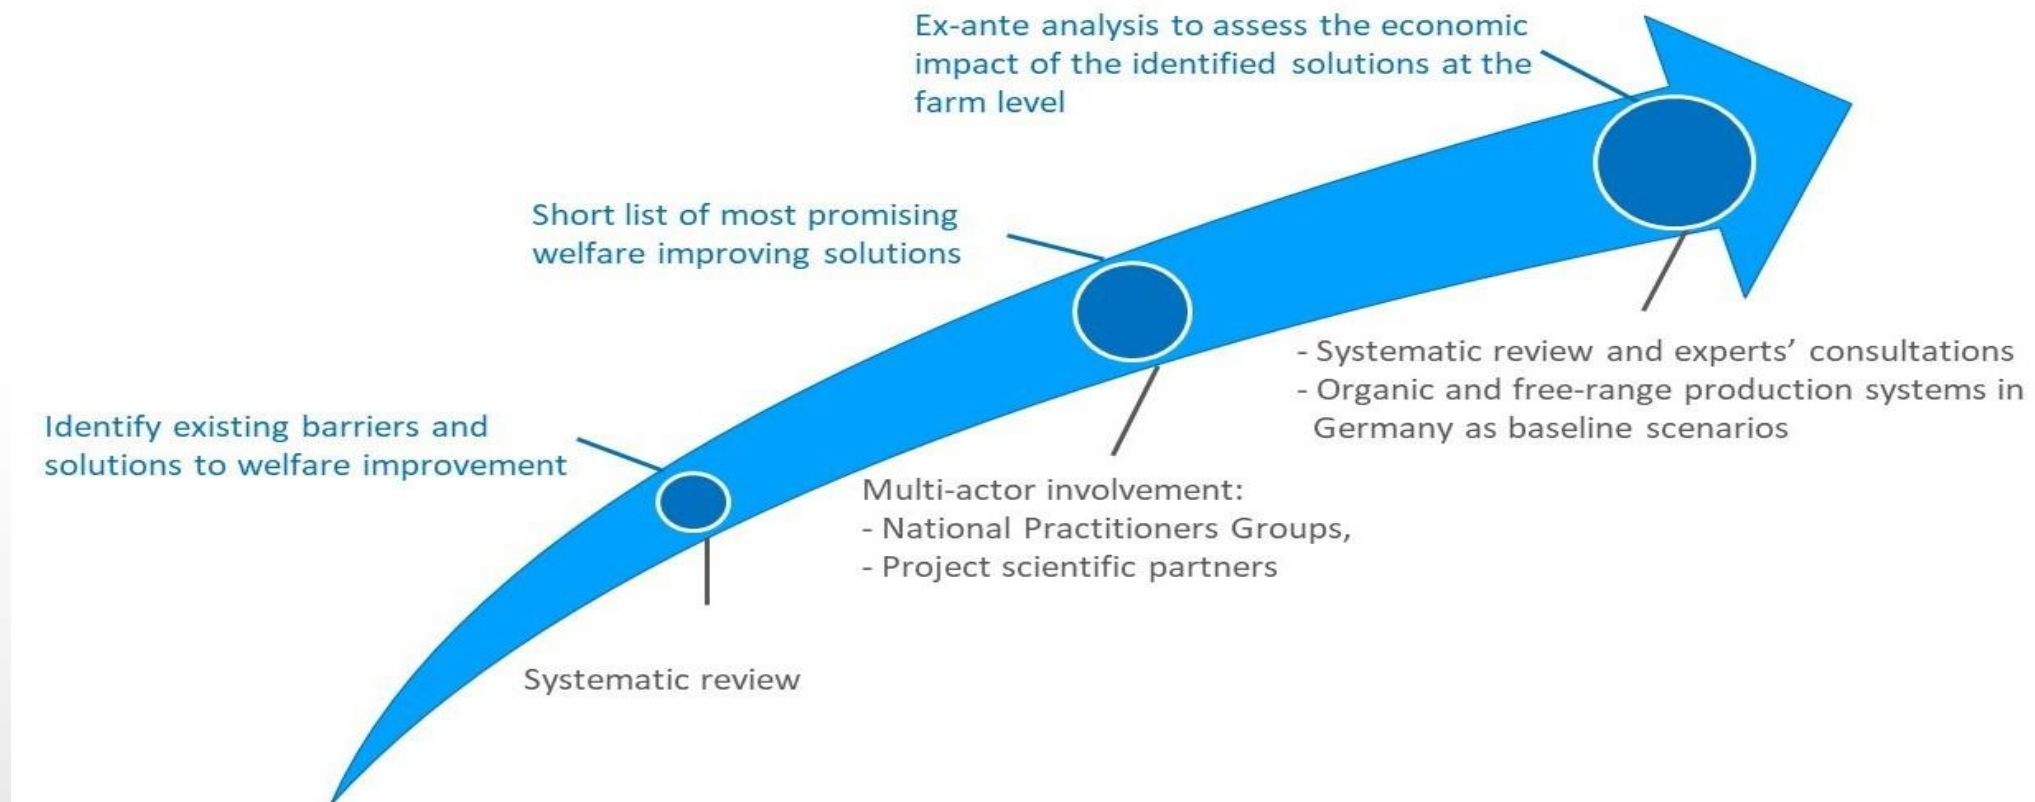 Ex-ante analysis to assess the economic
impact of the identified solutions at the
farm level
Short list of most promising
welfare improving solutions
Identify existing barriers and
solutions to welfare improvement
- Systematic review and experts’ consultations
- Organic and free-range production systems in
Germany as baseline scenarios
Multi-actor involvement:
- National Practitioners Groups,
- Project scientific partners
Systematic review